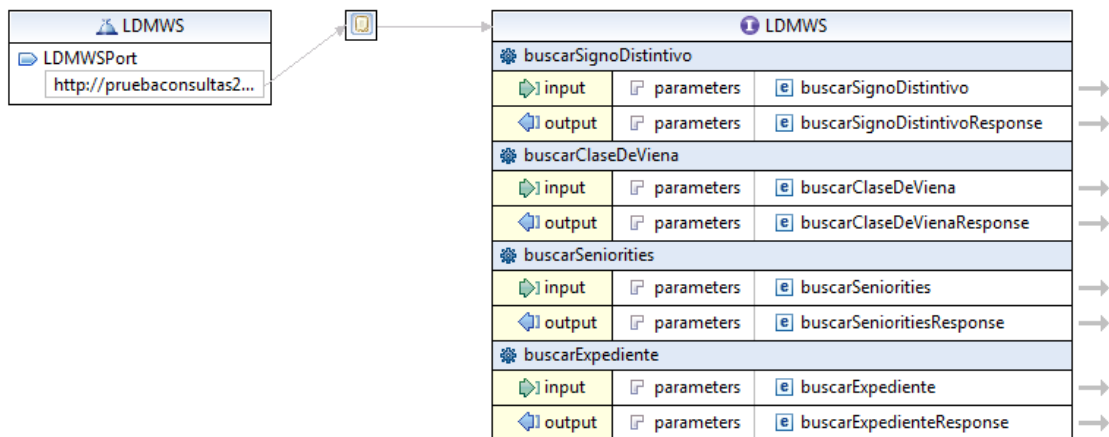 LDMWS
LDMWSPort
http://pruebaconsultas2...
LDMWS
buscarSignoDistintivo
input parameters e buscarSignoDistintivo
output parameters e buscarSignoDistintivoResponse
buscarClaseDeViena
input parameters e buscarClaseDeViena
output parameters e buscarClaseDeVienaResponse
buscarSeniorities
input parameters e buscarSeniorities
output parameters e buscarSenioritiesResponse
buscarExpediente
input parameters e buscarExpediente
output parameters e buscarExpedienteResponse